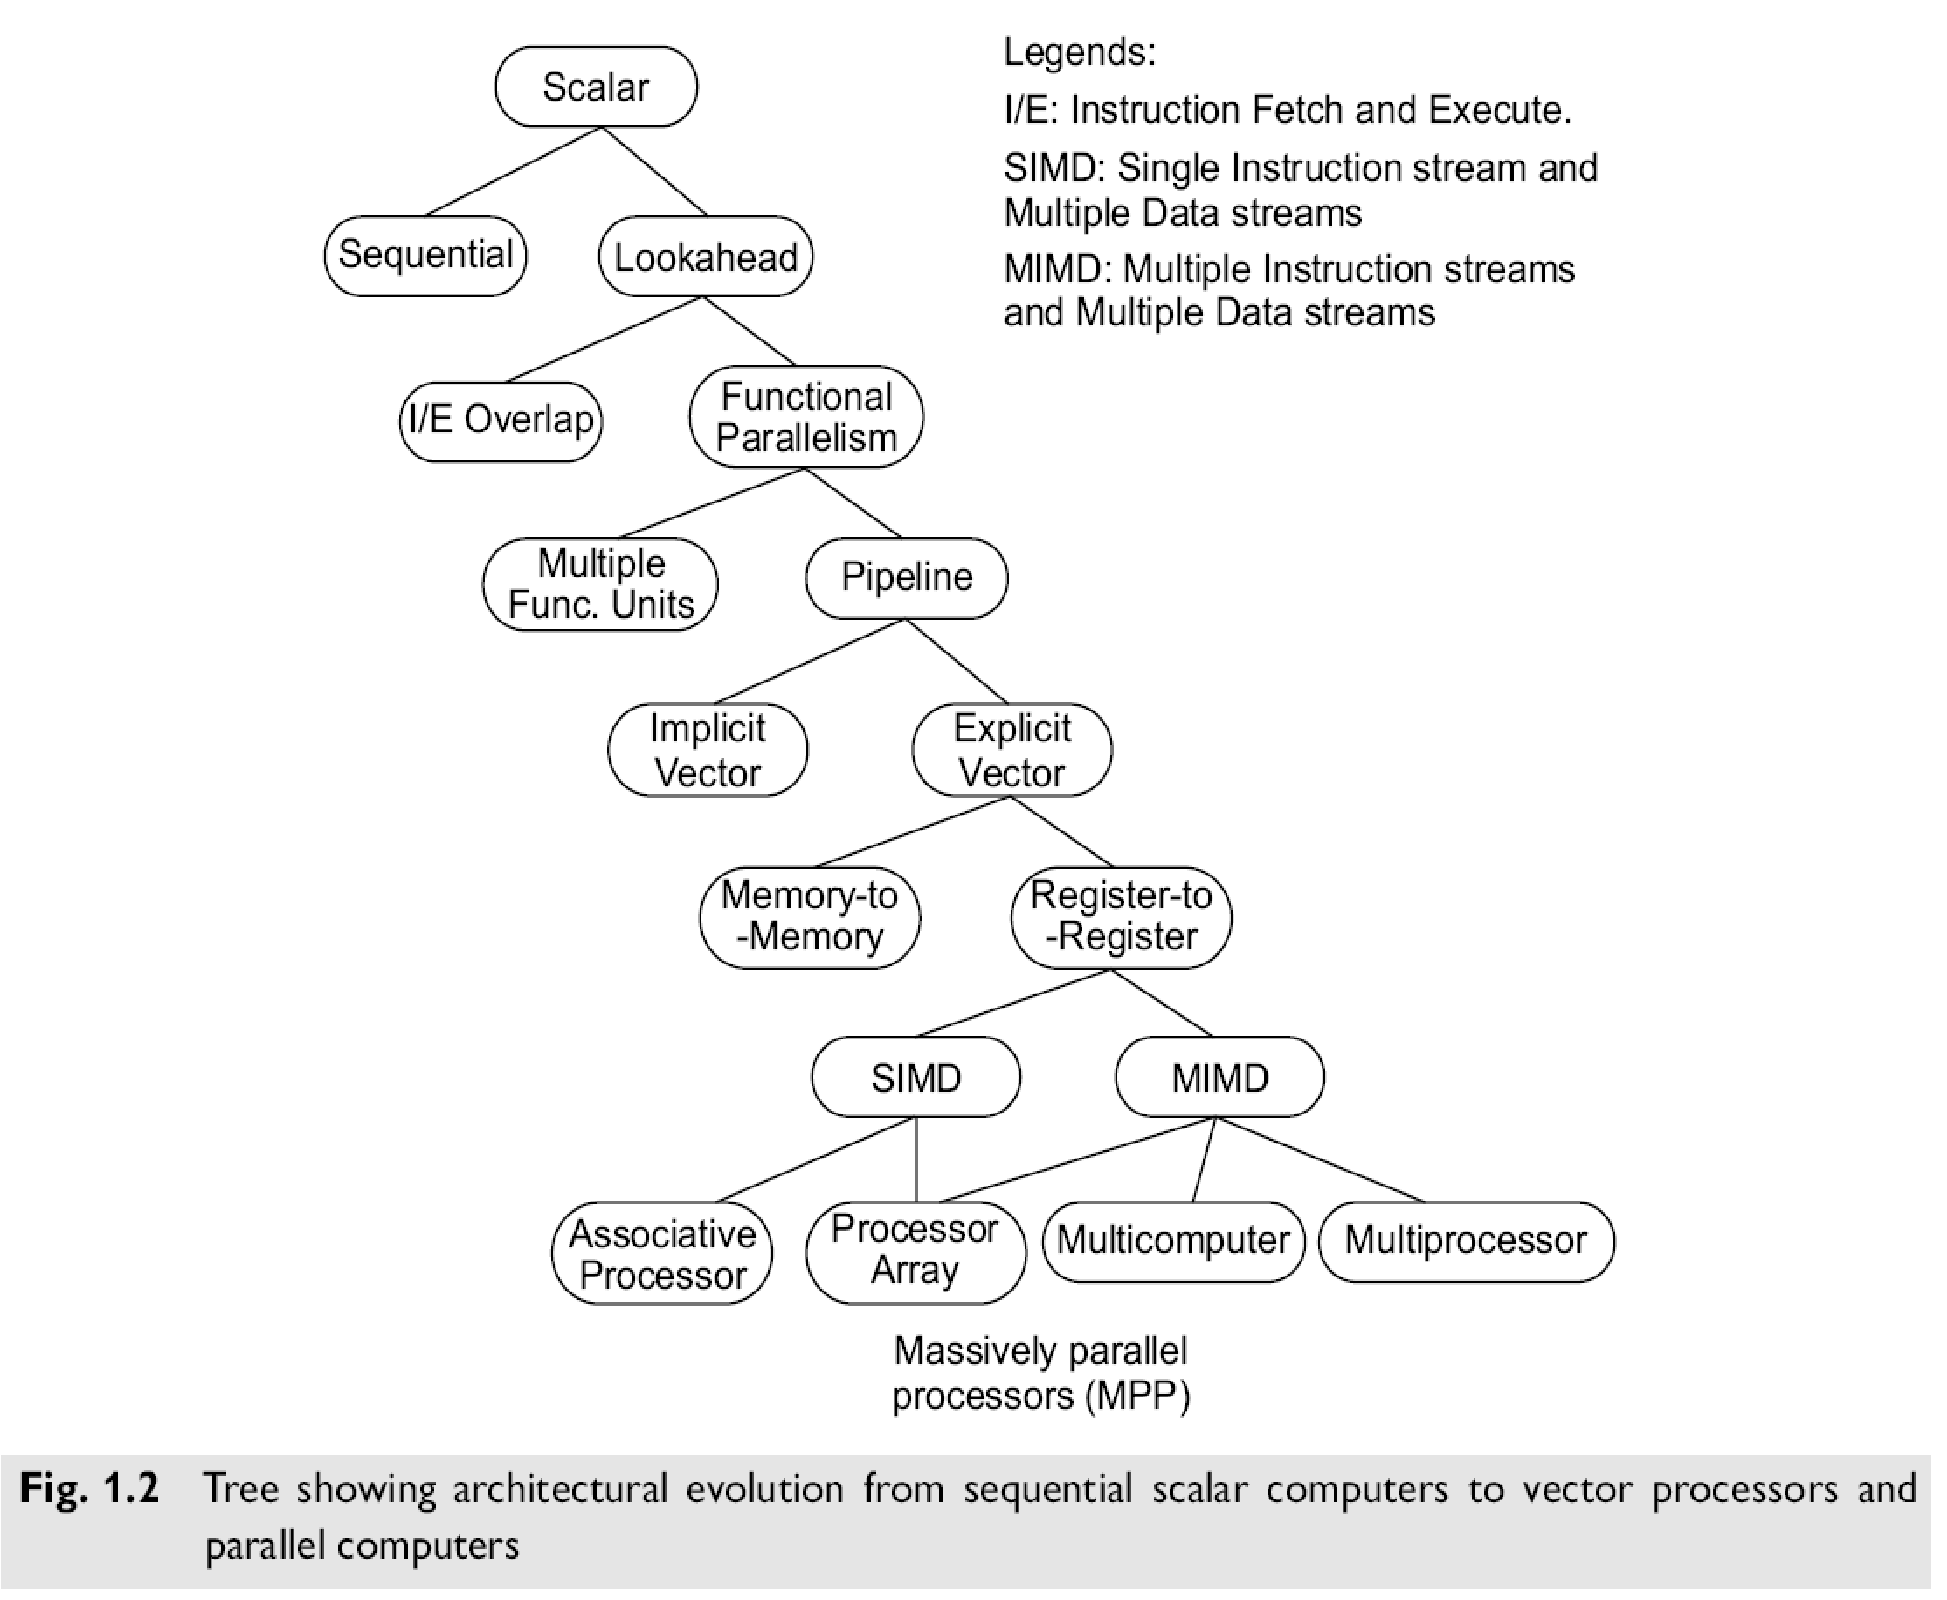 Scalar
Legends:
I/E: Instruction Fetch and Execute.
SIMD: Single Instruction stream and
Multiple Data streams
MIMD: Multiple Instruction streams
and Multiple Data streams
Sequential
Lookahead
I/E Overlap
Functional
Parallelism
Multiple
Func. Units
Pipeline
Implicit
Vector
Explicit
Vector
Memory-to
-Memory
Register-to
-Register
SIMD
MIMD
Associative
Processor
Processor
Array
Multicomputer
Multiprocessor
Massively parallel
processors (MPP)
Fig. 1.2 Tree showing architectural evolution from sequential scalar computers to vector processors and
parallel computers